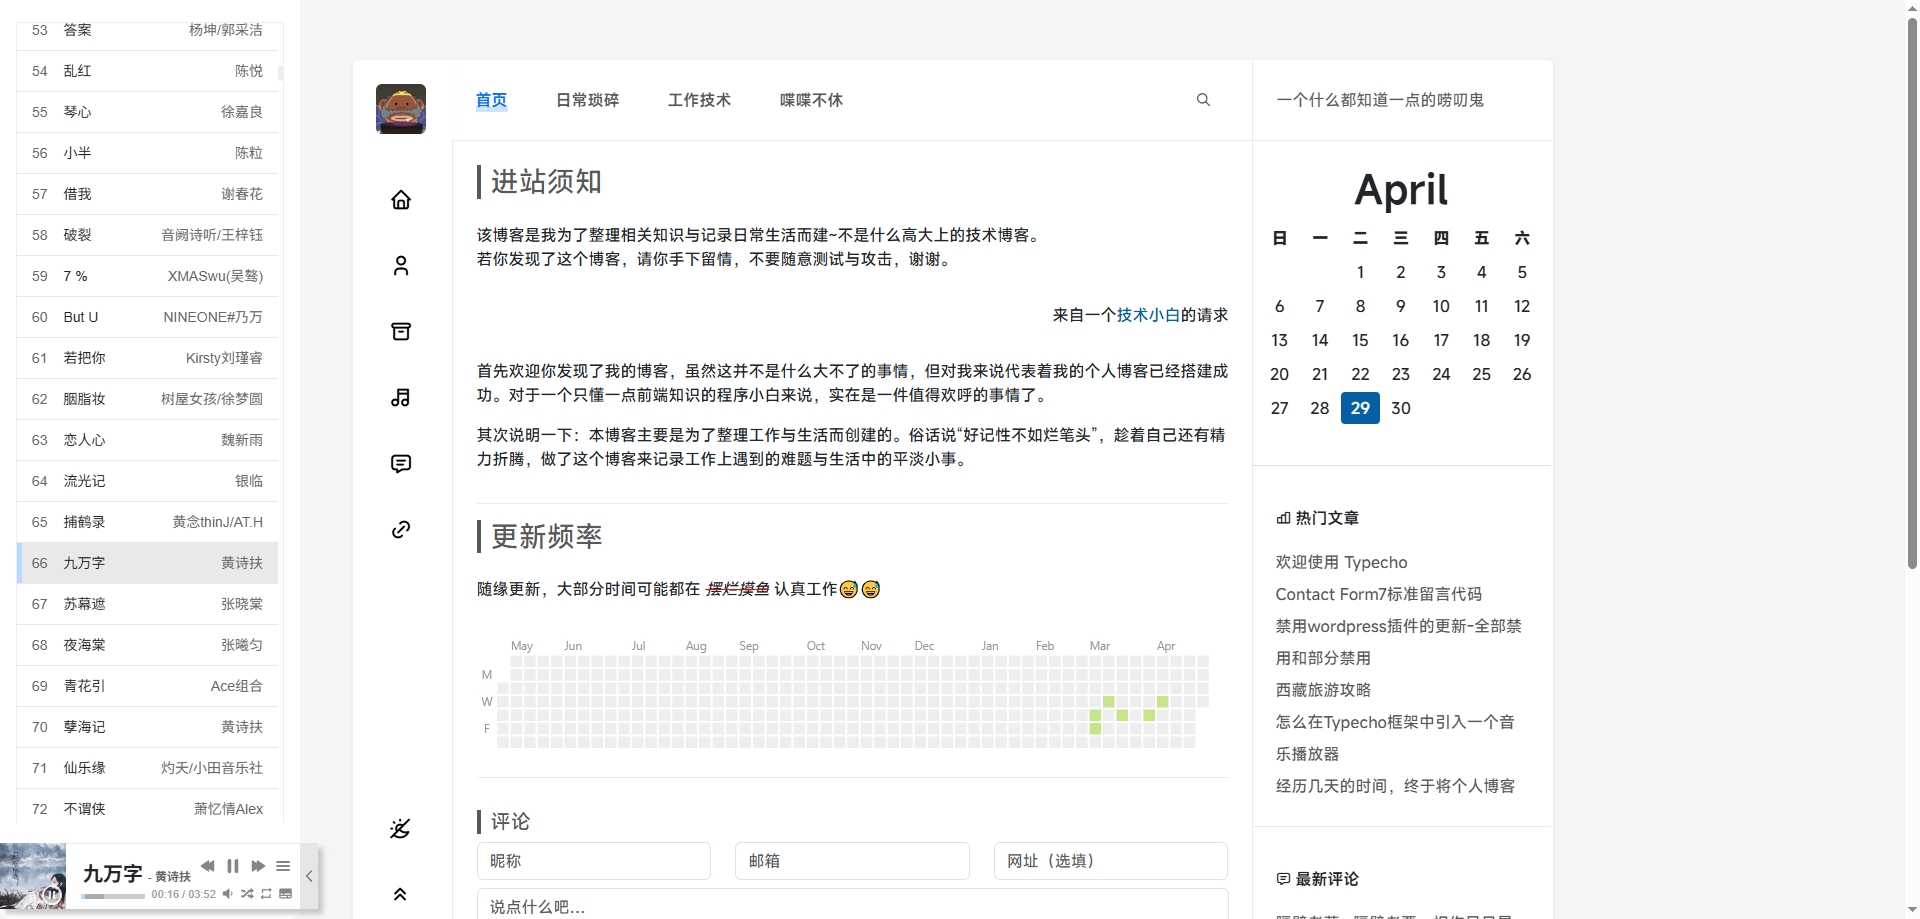 53 答案 杨坤/郭采洁
54 乱红 陈悦
55 琴心 徐嘉良
56 小半 陈粒
57 借我 谢春花
58 破裂 音阙诗听/王梓钰
59 7 % XMASwu(吴骜)
60 But U NINEONE#乃万
61 若把你 Kirsty刘瑾睿
62 胭脂妆 树屋女孩/徐梦圆
63 恋人心 魏新雨
64 流光记 银临
65 捕鹤录 黄念thinJ/AT.H
66 九万字 黄诗扶
67 苏幕遮 张晓棠
68 夜海棠 张曦匀
69 青花引 Ace组合
70 孽海记 黄诗扶
71 仙乐缘 灼夭/小田音乐社
72 不谓侠 萧忆情Alex
九万字 - 黄诗扶
00:16 / 03:52
首页 日常琐碎 工作技术 喋喋不休
进站须知
该博客是我为了整理相关知识与记录日常生活而建~不是什么高大上的技术博客。
若你发现了这个博客，请你手下留情，不要随意测试与攻击，谢谢。
来自一个技术小白的请求
首先欢迎你发现了我的博客，虽然这并不是什么大不了的事情，但对我来说代表着我的个人博客已经搭建成
功。对于一个只懂一点前端知识的程序小白来说，实在是一件值得欢呼的事情了。
其次说明一下：本博客主要是为了整理工作与生活而创建的。俗话说“好记性不如烂笔头”，趁着自己还有精
力折腾，做了这个博客来记录工作上遇到的难题与生活中的平淡小事。
更新频率
随缘更新，大部分时间可能都在 摆烂摸鱼 认真工作😅😅
May Jun Jul Aug Sep Oct Nov Dec Jan Feb Mar Apr
M
W
F
评论
昵称 邮箱 网址（选填）
说点什么吧...
一个什么都知道一点的唠叨鬼
April
日 一 二 三 四 五 六
1 2 3 4 5
6 7 8 9 10 11 12
13 14 15 16 17 18 19
20 21 22 23 24 25 26
27 28 29 30
热门文章
欢迎使用 Typecho
Contact Form7标准留言代码
禁用wordpress插件的更新-全部禁
用和部分禁用
西藏旅游攻略
怎么在Typecho框架中引入一个音
乐播放器
经历几天的时间，终于将个人博客
最新评论